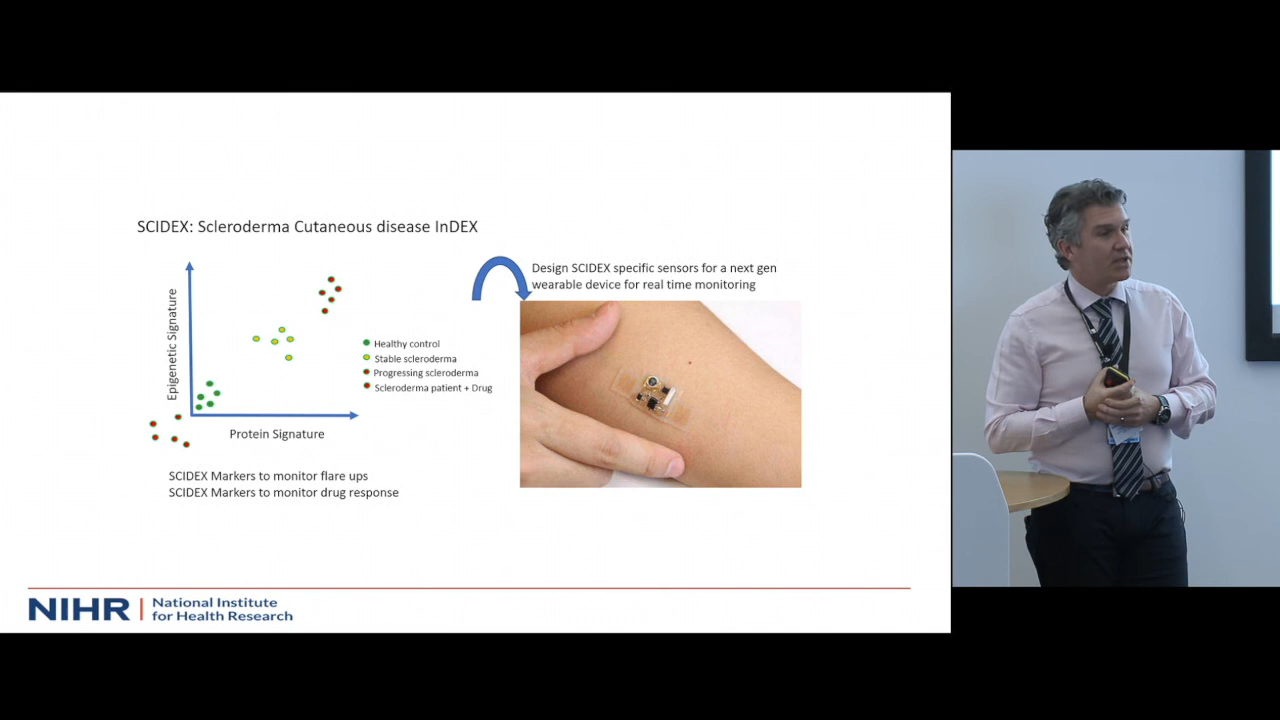 SCIDEX: Scleroderma Cutaneous disease InDEX
Epigenetic Signature
Protein Signature
Healthy control
Stable scleroderma
Progressing scleroderma
Scleroderma patient + Drug
SCIDEX Markers to monitor flare ups
SCIDEX Markers to monitor drug response
Design SCIDEX specific sensors for a next gen
wearable device for real time monitoring
NIHR | National Institute
for Health Research